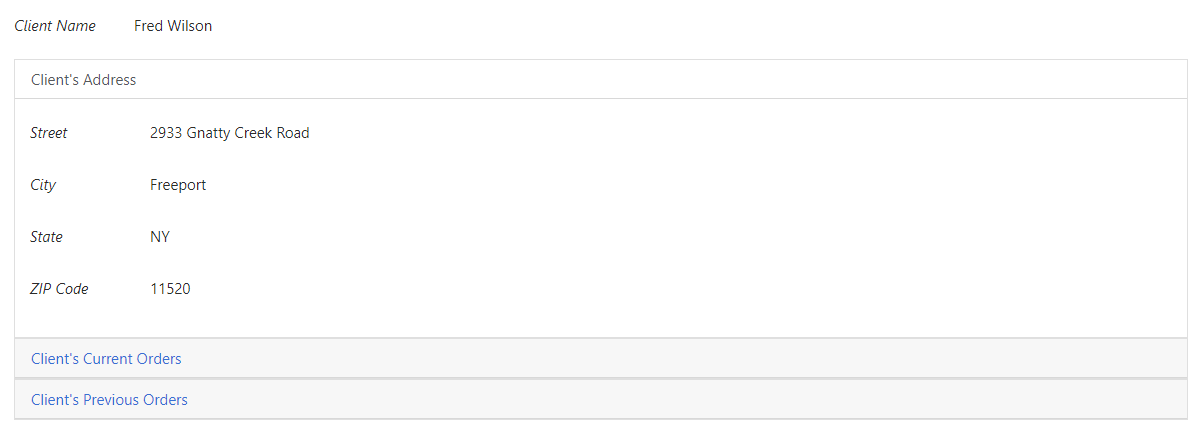 Client Name Fred Wilson
Client's Address
Street 2933 Gnatty Creek Road
City Freeport
State NY
ZIP Code 11520
Client's Current Orders
Client's Previous Orders